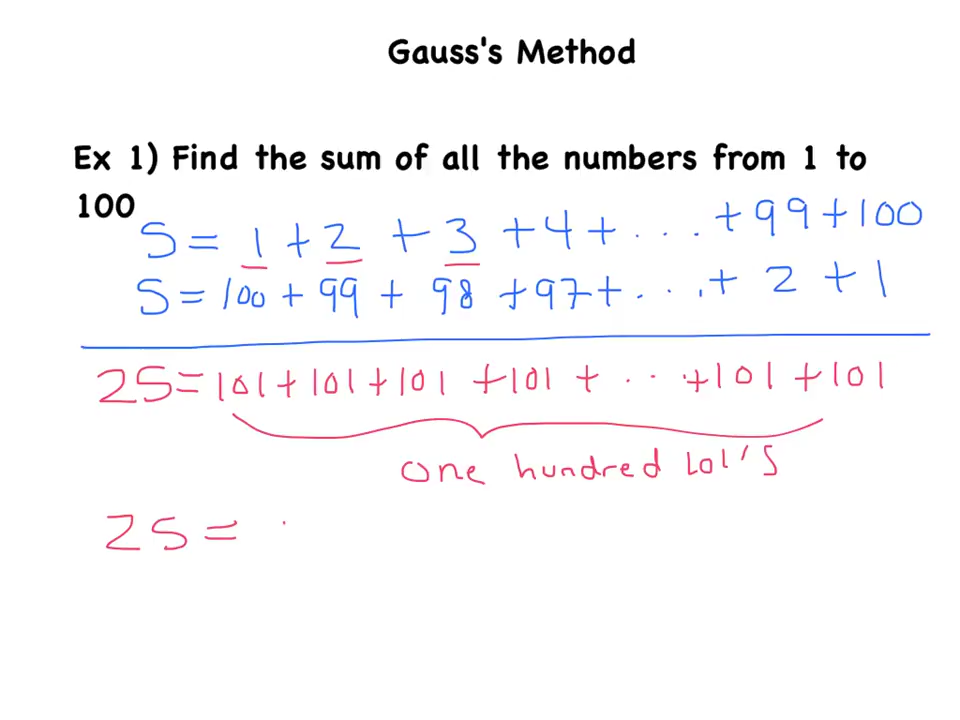 Gauss's Method
Ex 1) Find the sum of all the numbers from 1 to
100
S = 1 + 2 + 3 + 4 + . . . + 99 + 100
S = 100 + 99 + 98 + 97 + . . . + 2 + 1
2S = 101 + 101 + 101 + 101 + . . . + 101 + 101
one hundred 101's
2S =